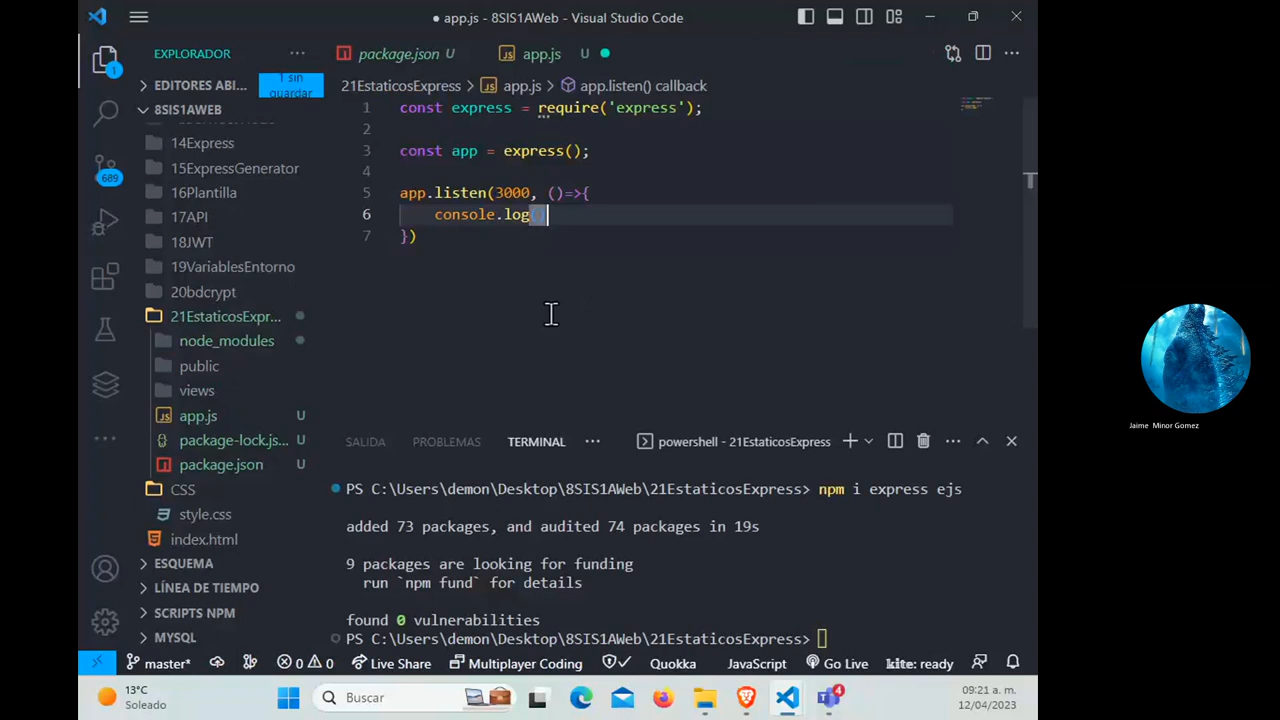 ● app.js - 8SIS1AWeb - Visual Studio Code
EXPLORADOR
EDITORES ABI...
1 sin guardar
8SIS1AWEB
14Express
15ExpressGenerator
16Plantilla
17API
18JWT
19VariablesEntorno
20bdcrypt
21EstaticosExpr...
node_modules
public
views
app.js U
package-lock.js... U
package.json U
CSS
style.css
index.html
ESQUEMA
LÍNEA DE TIEMPO
SCRIPTS NPM
MYSQL
1
689
package.json U
app.js U
21EstaticosExpress > app.js > app.listen() callback
1 const express = require('express');
2
3 const app = express();
4
5 app.listen(3000, ()=>{
6 console.log()
7 })
SALIDA PROBLEMAS TERMINAL ... powershell - 21EstaticosExpress
PS C:\Users\demon\Desktop\8SIS1AWeb\21EstaticosExpress> npm i express ejs
added 73 packages, and audited 74 packages in 19s
9 packages are looking for funding
run `npm fund` for details
found 0 vulnerabilities
PS C:\Users\demon\Desktop\8SIS1AWeb\21EstaticosExpress>
master* 0 0 Live Share Multiplayer Coding Quokka JavaScript Go Live kite: ready
13°C
Soleado
Buscar
4
09:21 a. m.
12/04/2023
Jaime Minor Gomez